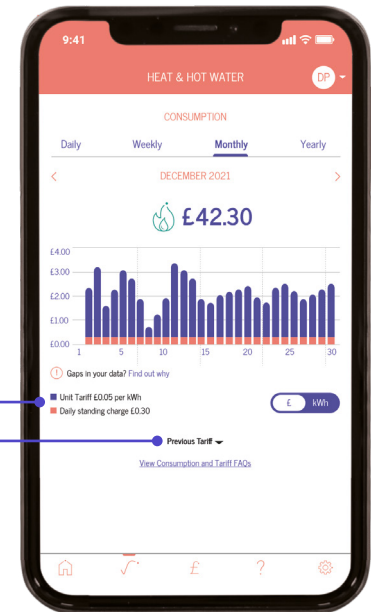 9:41
HEAT & HOT WATER
DP
CONSUMPTION
Daily Weekly Monthly Yearly
< DECEMBER 2021 >
£42.30
£4.00
£3.00
£2.00
£1.00
£0.00
1 5 10 15 20 25 30
! Gaps in your data? Find out why
Unit Tariff £0.05 per kWh
Daily standing charge £0.30
£ kWh
Previous Tariff
View Consumption and Tariff FAQs
£ ?